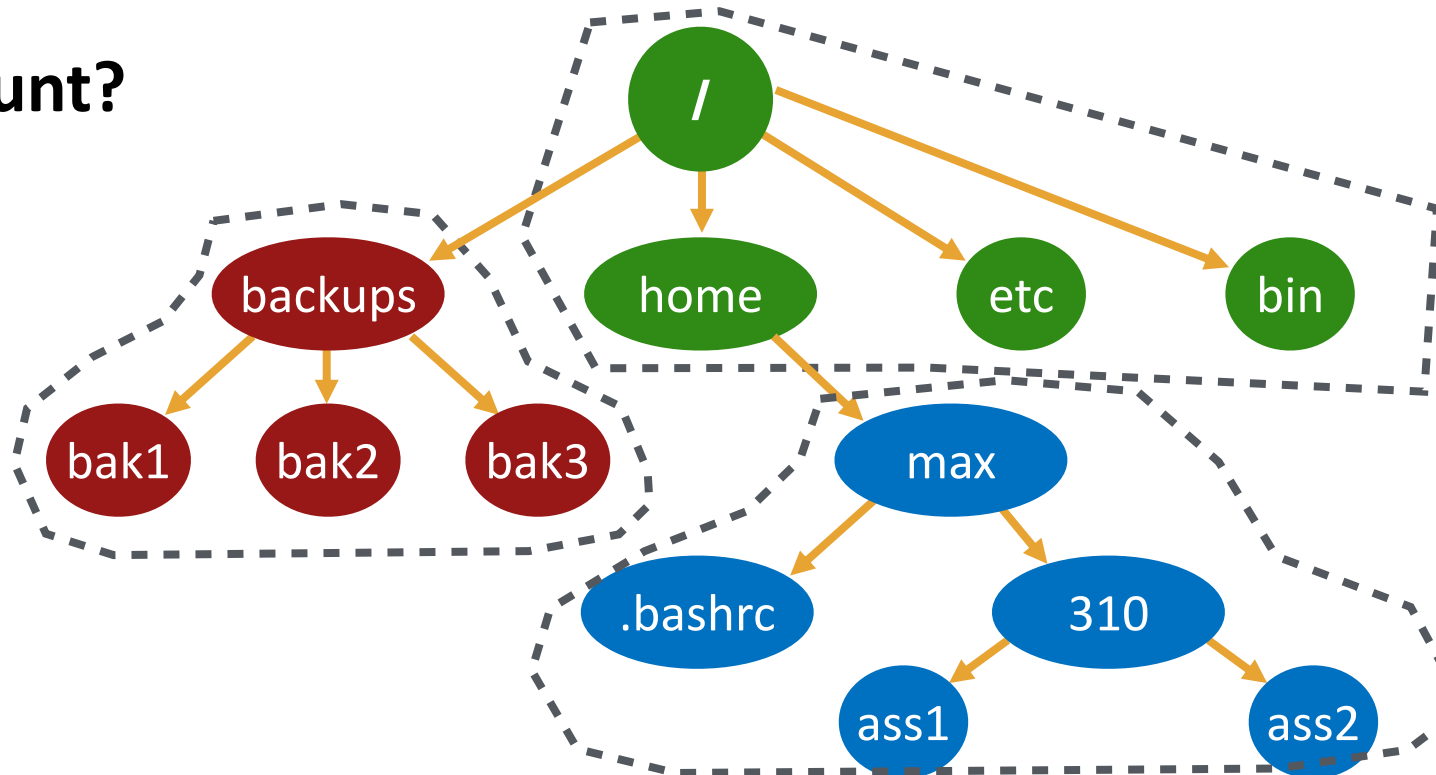 unt?
/
backups
home
etc
bin
bak1
bak2
bak3
max
.bashrc
310
ass1
ass2